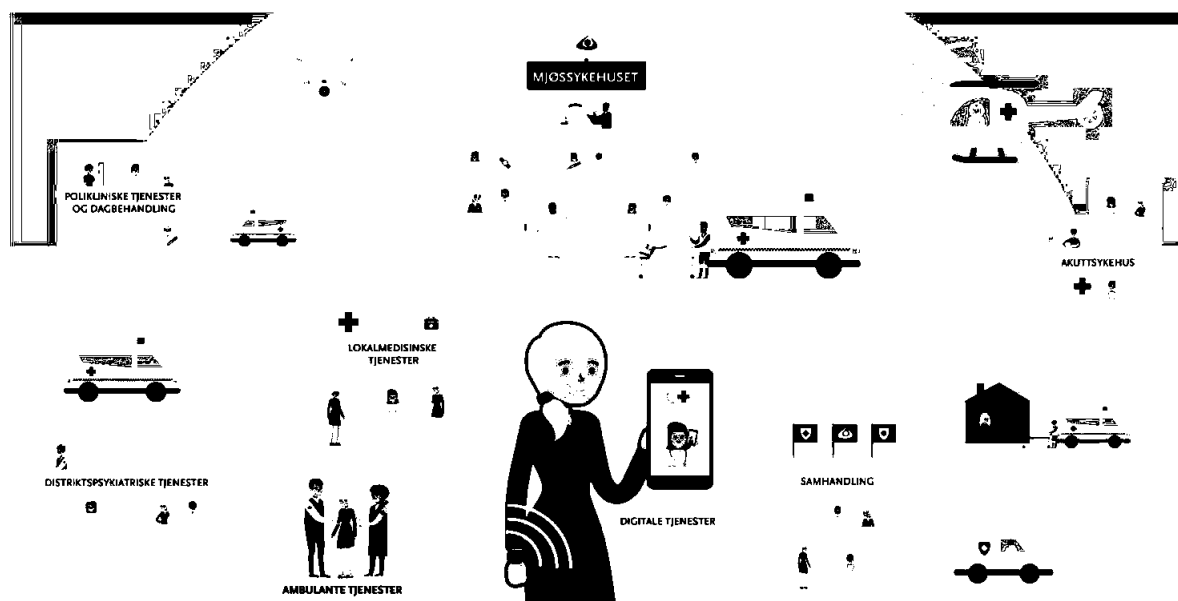 MJØSSYKEHUSET
POLIKLINISKE TJENESTER
OG DAGBEHANDLING
AKUTTSYKEHUS
LOKALMEDISINSKE
TJENESTER
DISTRIKTSPSYKIATRISKE TJENESTER
SAMHANDLING
DIGITALE TJENESTER
AMBULANTE TJENESTER